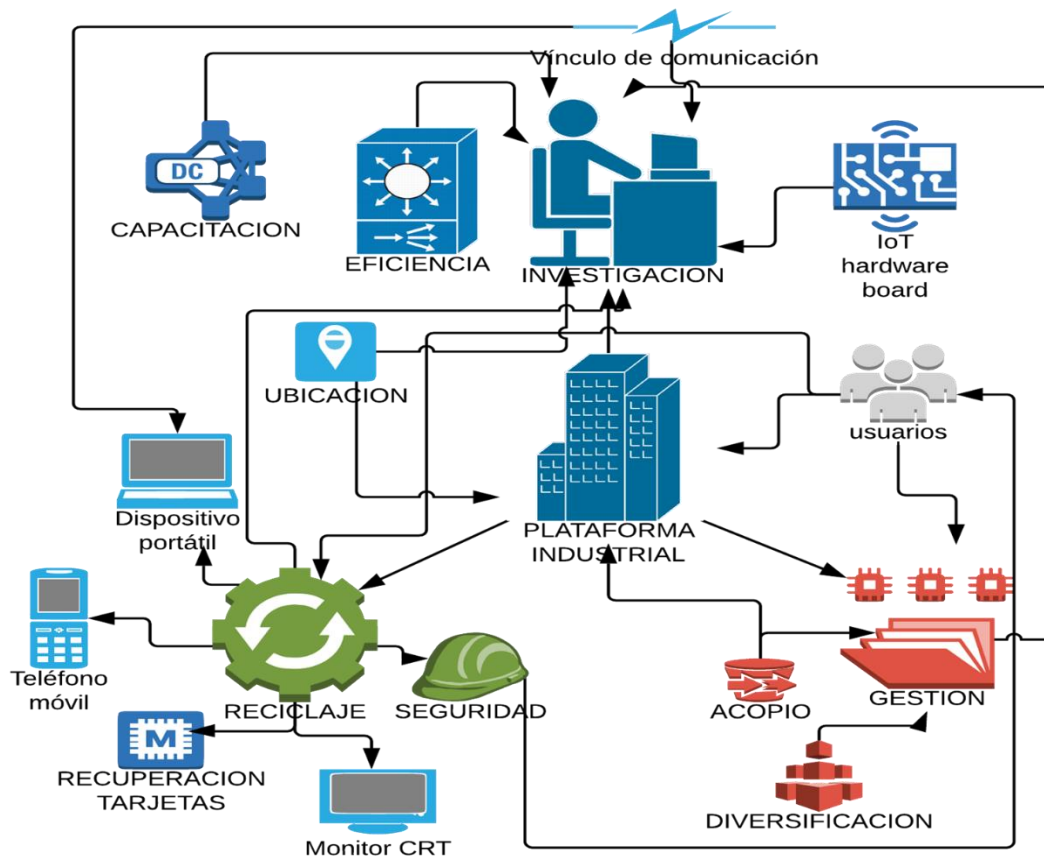 Vínculo de comunicación
DC
CAPACITACION
EFICIENCIA
INVESTIGACION
IoT
hardware
board
UBICACION
usuarios
Dispositivo
portátil
PLATAFORMA
INDUSTRIAL
Teléfono
móvil
RECICLAJE
SEGURIDAD
ACOPIO
GESTION
M
RECUPERACION
TARJETAS
DIVERSIFICACION
Monitor CRT